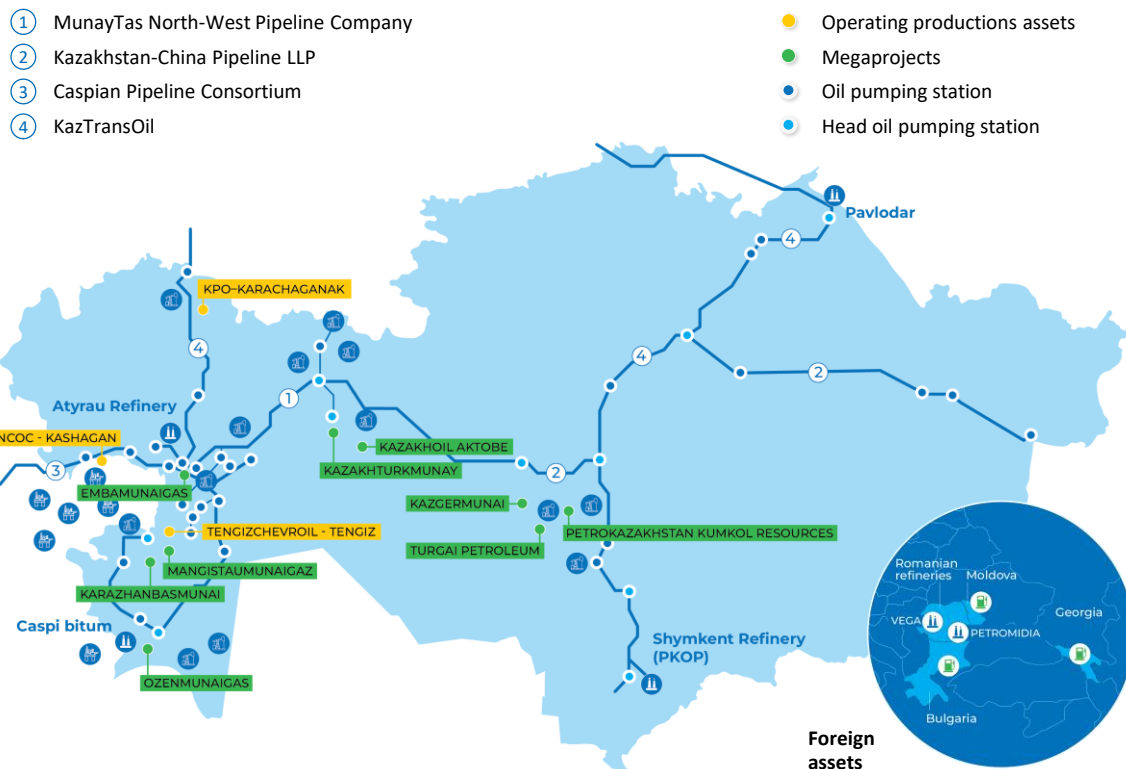 1 MunayTas North-West Pipeline Company
2 Kazakhstan-China Pipeline LLP
3 Caspian Pipeline Consortium
4 KazTransOil
Operating productions assets
Megaprojects
Oil pumping station
Head oil pumping station
Pavlodar
4
KPO–KARACHAGANAK
4
4
2
1
Atyrau Refinery
NCOC - KASHAGAN
KAZAKHOIL AKTOBE
KAZAKHTURKMUNAY
3
2
EMBAMUNAIGAS
KAZGERMUNAI
TENGIZCHEVROIL - TENGIZ
PETROKAZAKHSTAN KUMKOL RESOURCES
TURGAI PETROLEUM
MANGISTAUMUNAIGAZ
KARAZHANBASMUNAI
Caspi bitum
OZENMUNAIGAS
Shymkent Refinery
(PKOP)
Romanian
refineries
Moldova
Georgia
VEGA
PETROMIDIA
Bulgaria
Foreign
assets